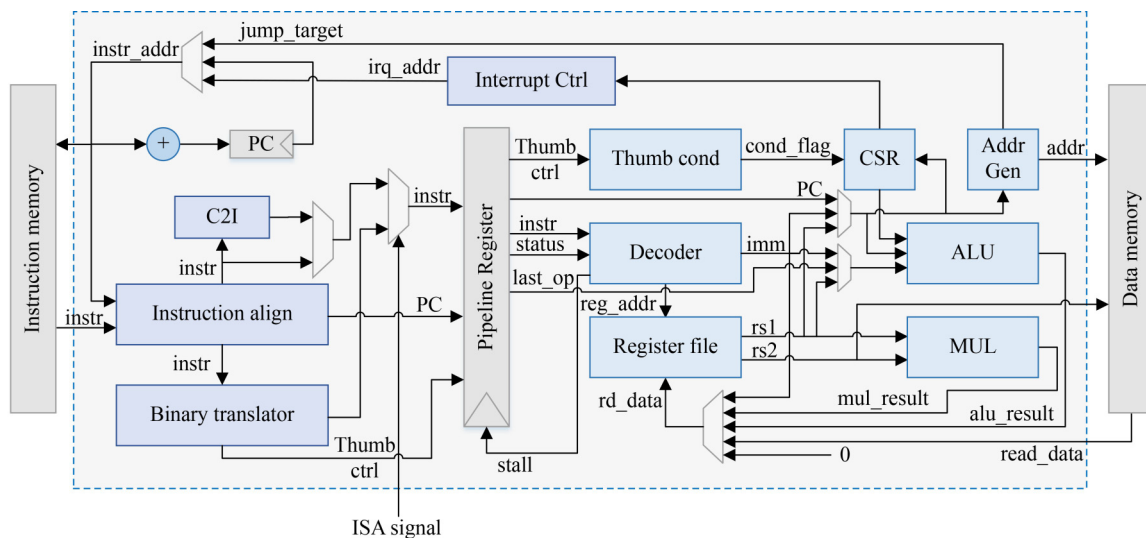 jump_target
instr_addr
irq_addr
Interrupt Ctrl
Instruction memory
+
PC
Thumb
ctrl
Thumb cond
cond_flag
CSR
Addr
Gen
addr
Data memory
C2I
instr
instr
Pipeline Register
PC
instr
status
last_op
Decoder
imm
ALU
reg_addr
instr
Instruction align
PC
Register file
rs1
rs2
MUL
instr
Binary translator
rd_data
mul_result
alu_result
Thumb
ctrl
stall
0
read_data
ISA signal